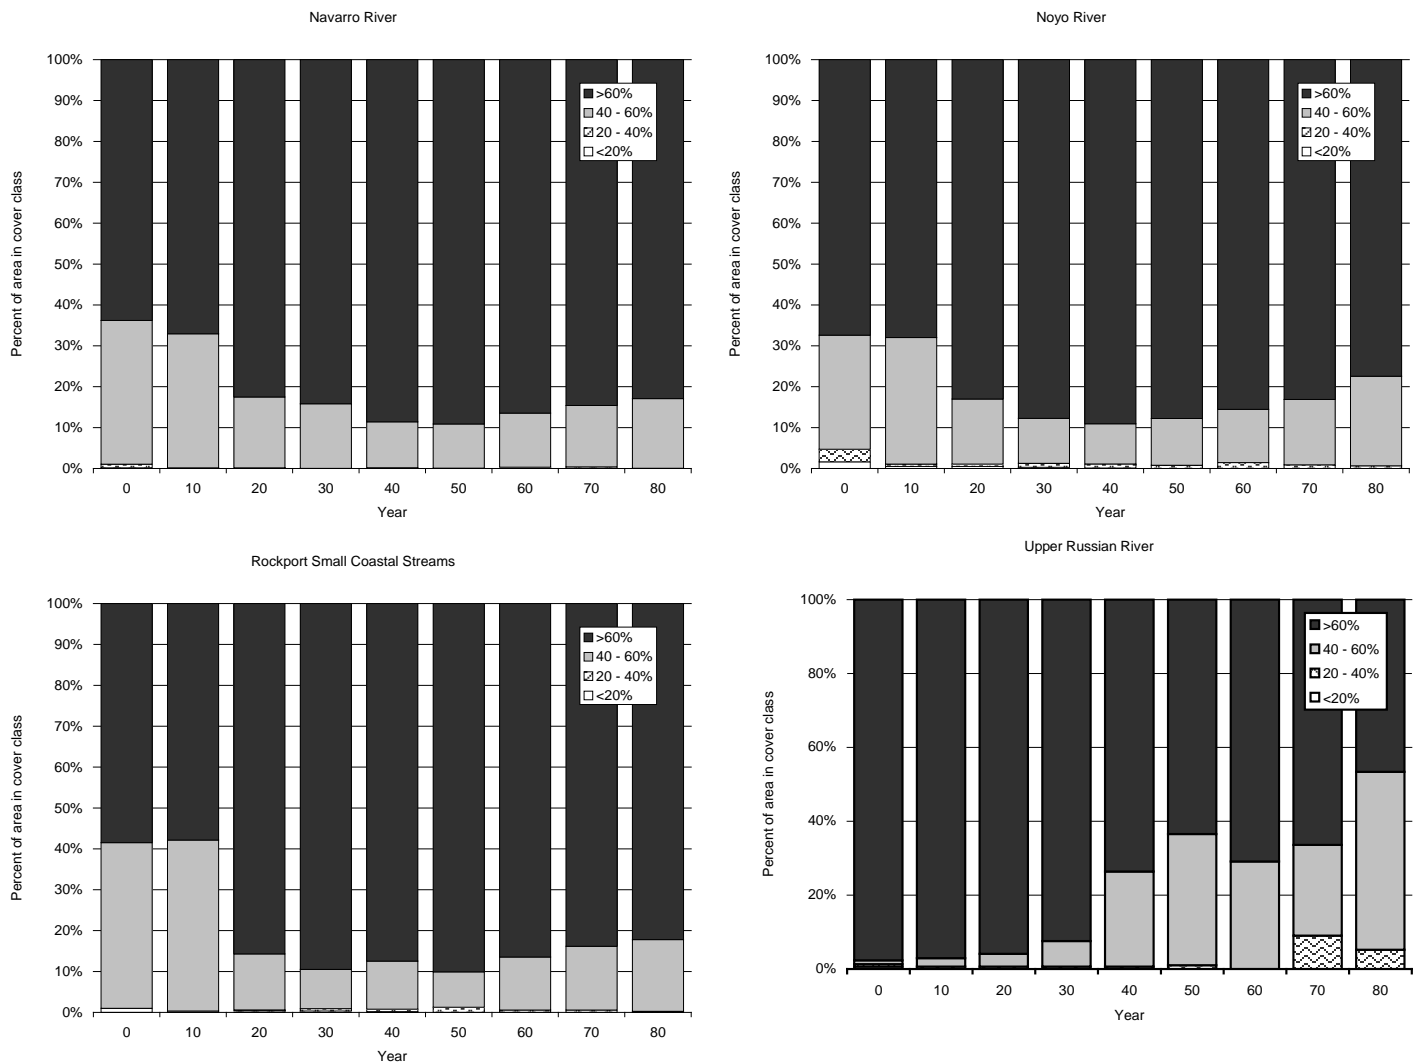 Navarro River
100%
90%
80%
70%
60%
50%
40%
30%
20%
10%
0%
Percent of area in cover class
>60%
40 - 60%
20 - 40%
<20%
0 10 20 30 40 50 60 70 80
Year
Noyo River
100%
90%
80%
70%
60%
50%
40%
30%
20%
10%
0%
Percent of area in cover class
>60%
40 - 60%
20 - 40%
<20%
0 10 20 30 40 50 60 70 80
Year
Rockport Small Coastal Streams
100%
90%
80%
70%
60%
50%
40%
30%
20%
10%
0%
Percent of area in cover class
>60%
40 - 60%
20 - 40%
<20%
0 10 20 30 40 50 60 70 80
Year
Upper Russian River
100%
80%
60%
40%
20%
0%
Percent of area in cover class
>60%
40 - 60%
20 - 40%
<20%
0 10 20 30 40 50 60 70 80
Year